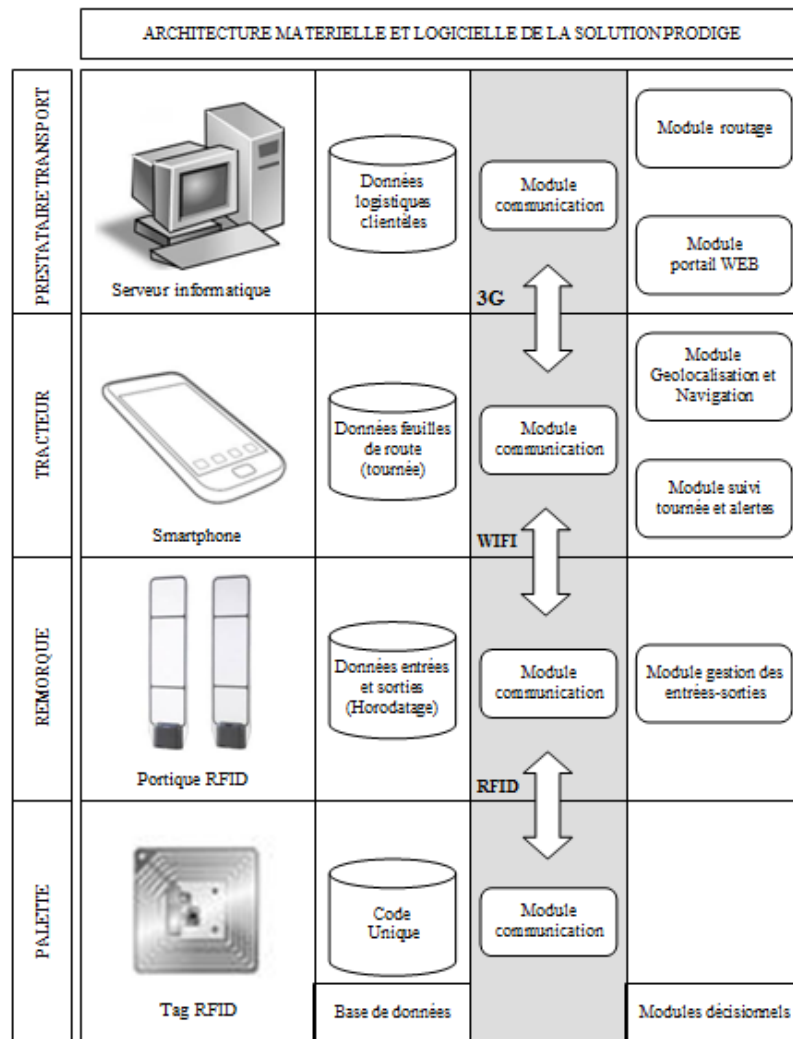 ARCHITECTURE MATERIELLE ET LOGICIELLE DE LA SOLUTION PRODIGE
PRESTATAIRE TRANSPORT
Serveur informatique
Données
logistiques
clientèles
Module
communication
Module routage
Module
portail WEB
3G
TRACTEUR
Smartphone
Données feuilles
de route
(tournée)
Module
communication
Module
Geolocalisation et
Navigation
Module suivi
tournée et alertes
WIFI
REMORQUE
Portique RFID
Données entrées
et sorties
(Horodatage)
Module
communication
Module gestion des
entrées-sorties
RFID
PALETTE
Tag RFID
Code
Unique
Module
communication
Base de données
Modules décisionnels